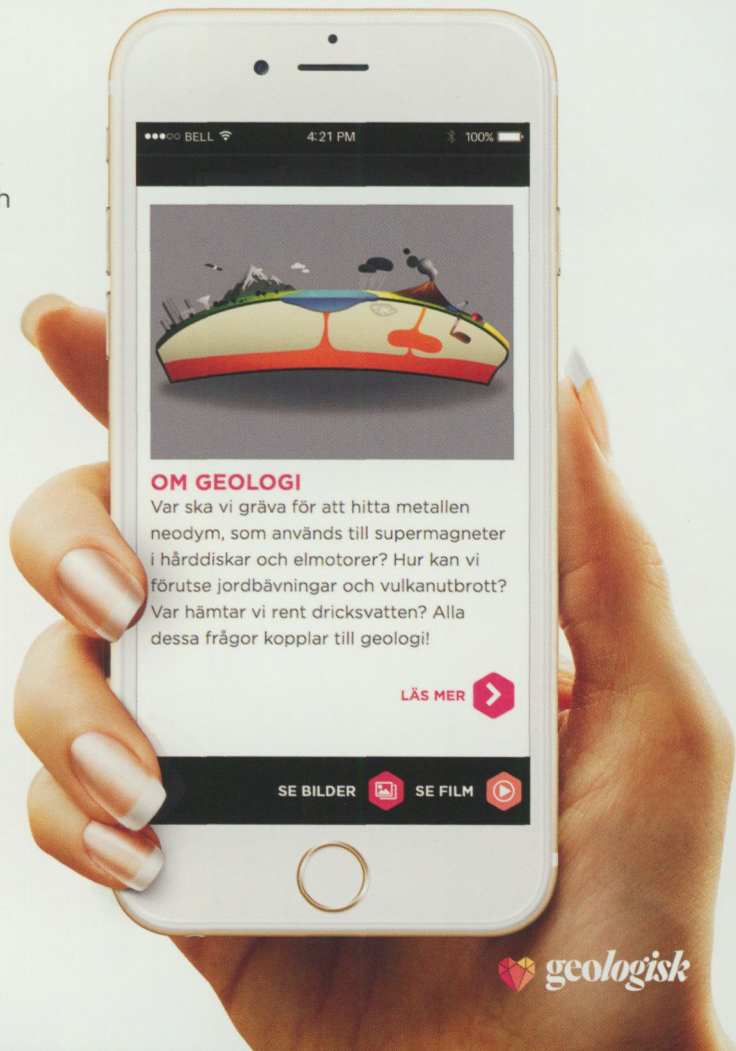 h
●●●○○ BELL 4:21 PM 100%
OM GEOLOGI
Var ska vi gräva för att hitta metallen
neodym, som används till supermagneter
i hårddiskar och elmotorer? Hur kan vi
förutse jordbävningar och vulkanutbrott?
Var hämtar vi rent dricksvatten? Alla
dessa frågor kopplar till geologi!
LÄS MER
SE BILDER SE FILM
geologisk